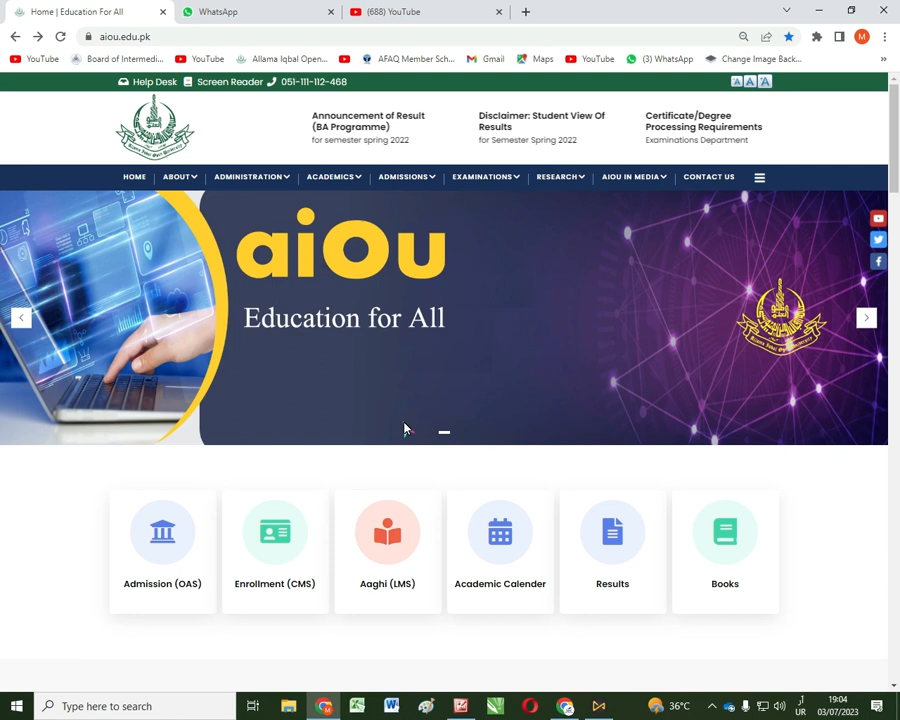 Home | Education For All
WhatsApp
(688) YouTube
aiou.edu.pk
M
YouTube
Board of Intermedi...
YouTube
Allama Iqbal Open...
AFAQ Member Sch...
Gmail
Maps
YouTube
(3) WhatsApp
Change Image Back...
Help Desk
Screen Reader
051-111-112-468
A A A
Announcement of Result
(BA Programme)
for semester spring 2022
Disclaimer: Student View Of
Results
for Semester Spring 2022
Certificate/Degree
Processing Requirements
Examinations Department
HOME
ABOUT
ADMINISTRATION
ACADEMICS
ADMISSIONS
EXAMINATIONS
RESEARCH
AIOU IN MEDIA
CONTACT US
aiou
Education for All
Admission (OAS)
Enrollment (CMS)
Aaghi (LMS)
Academic Calender
Results
Books
Type here to search
36°C
UR
19:04
03/07/2023